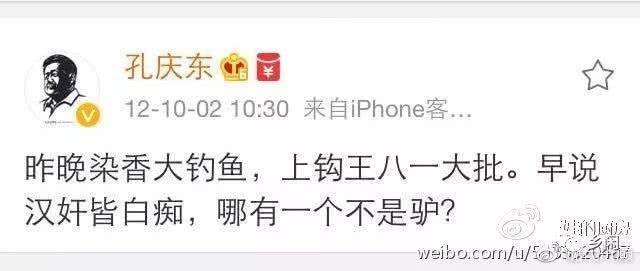 孔庆东
12-10-02 10:30 来自iPhone客...
昨晚染香大钓鱼，上钩王八一大批。早说
汉奸皆白痴，哪有一个不是驴？